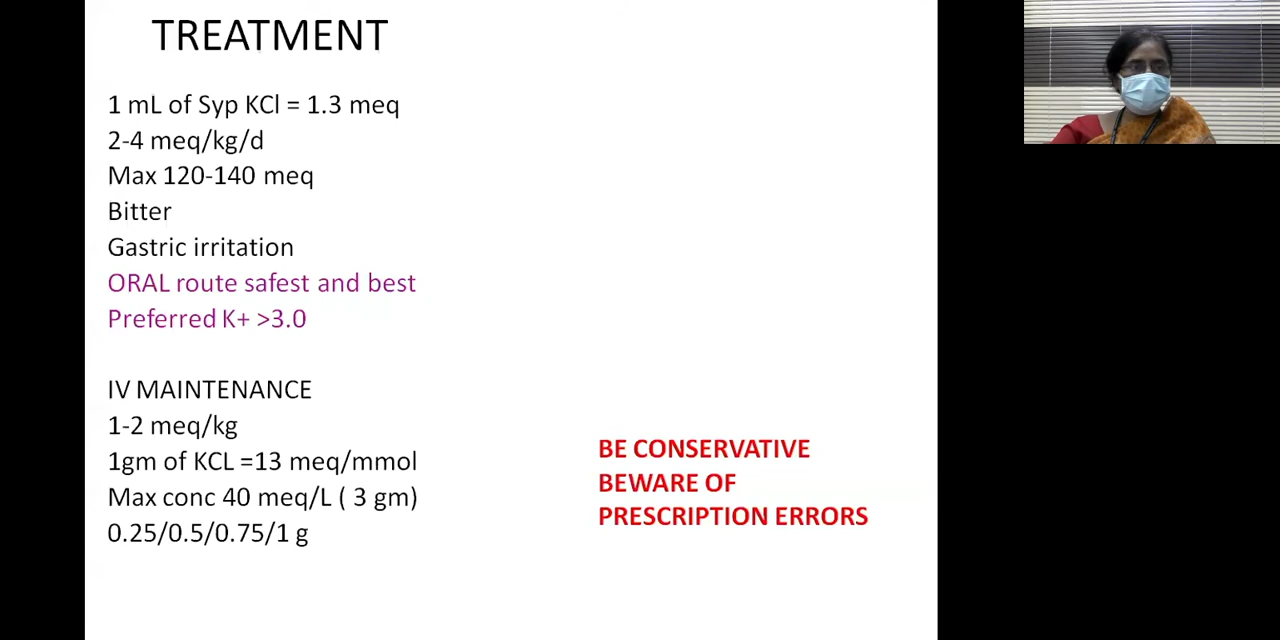 TREATMENT
1 mL of Syp KCl = 1.3 meq
2-4 meq/kg/d
Max 120-140 meq
Bitter
Gastric irritation
ORAL route safest and best
Preferred K+ >3.0
IV MAINTENANCE
1-2 meq/kg
1gm of KCL =13 meq/mmol
Max conc 40 meq/L ( 3 gm)
0.25/0.5/0.75/1 g
BE CONSERVATIVE
BEWARE OF
PRESCRIPTION ERRORS